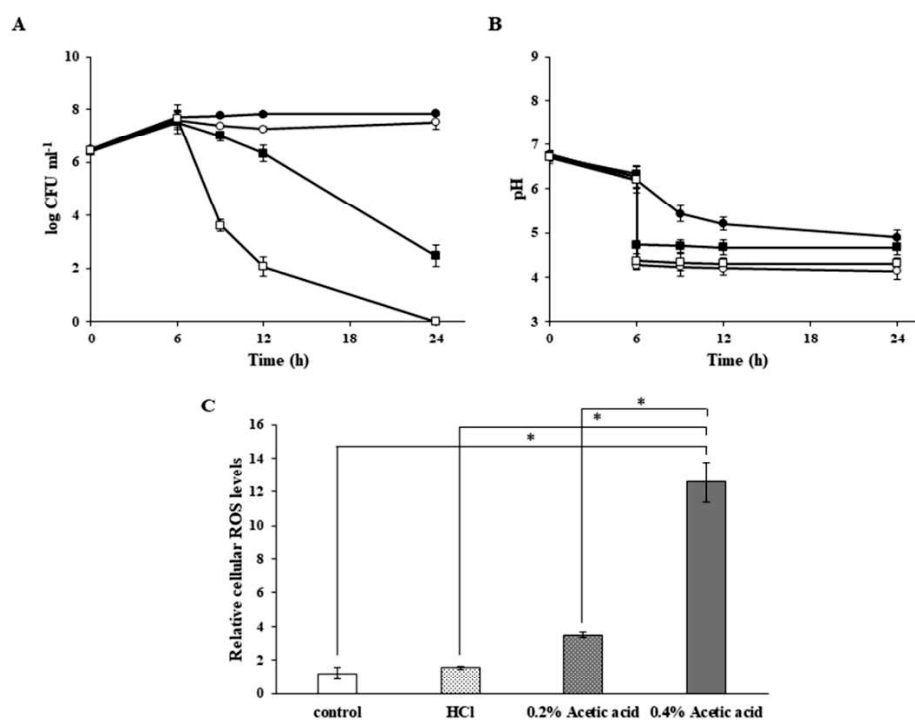 A
B
10
8
6
4
2
0
log CFU ml-1
0 6 12 18 24
Time (h)
9
8
7
6
5
4
3
pH
0 6 12 18 24
Time (h)
C
* * *
16
14
12
10
8
6
4
2
0
Relative cellular ROS levels
control HCl 0.2% Acetic acid 0.4% Acetic acid